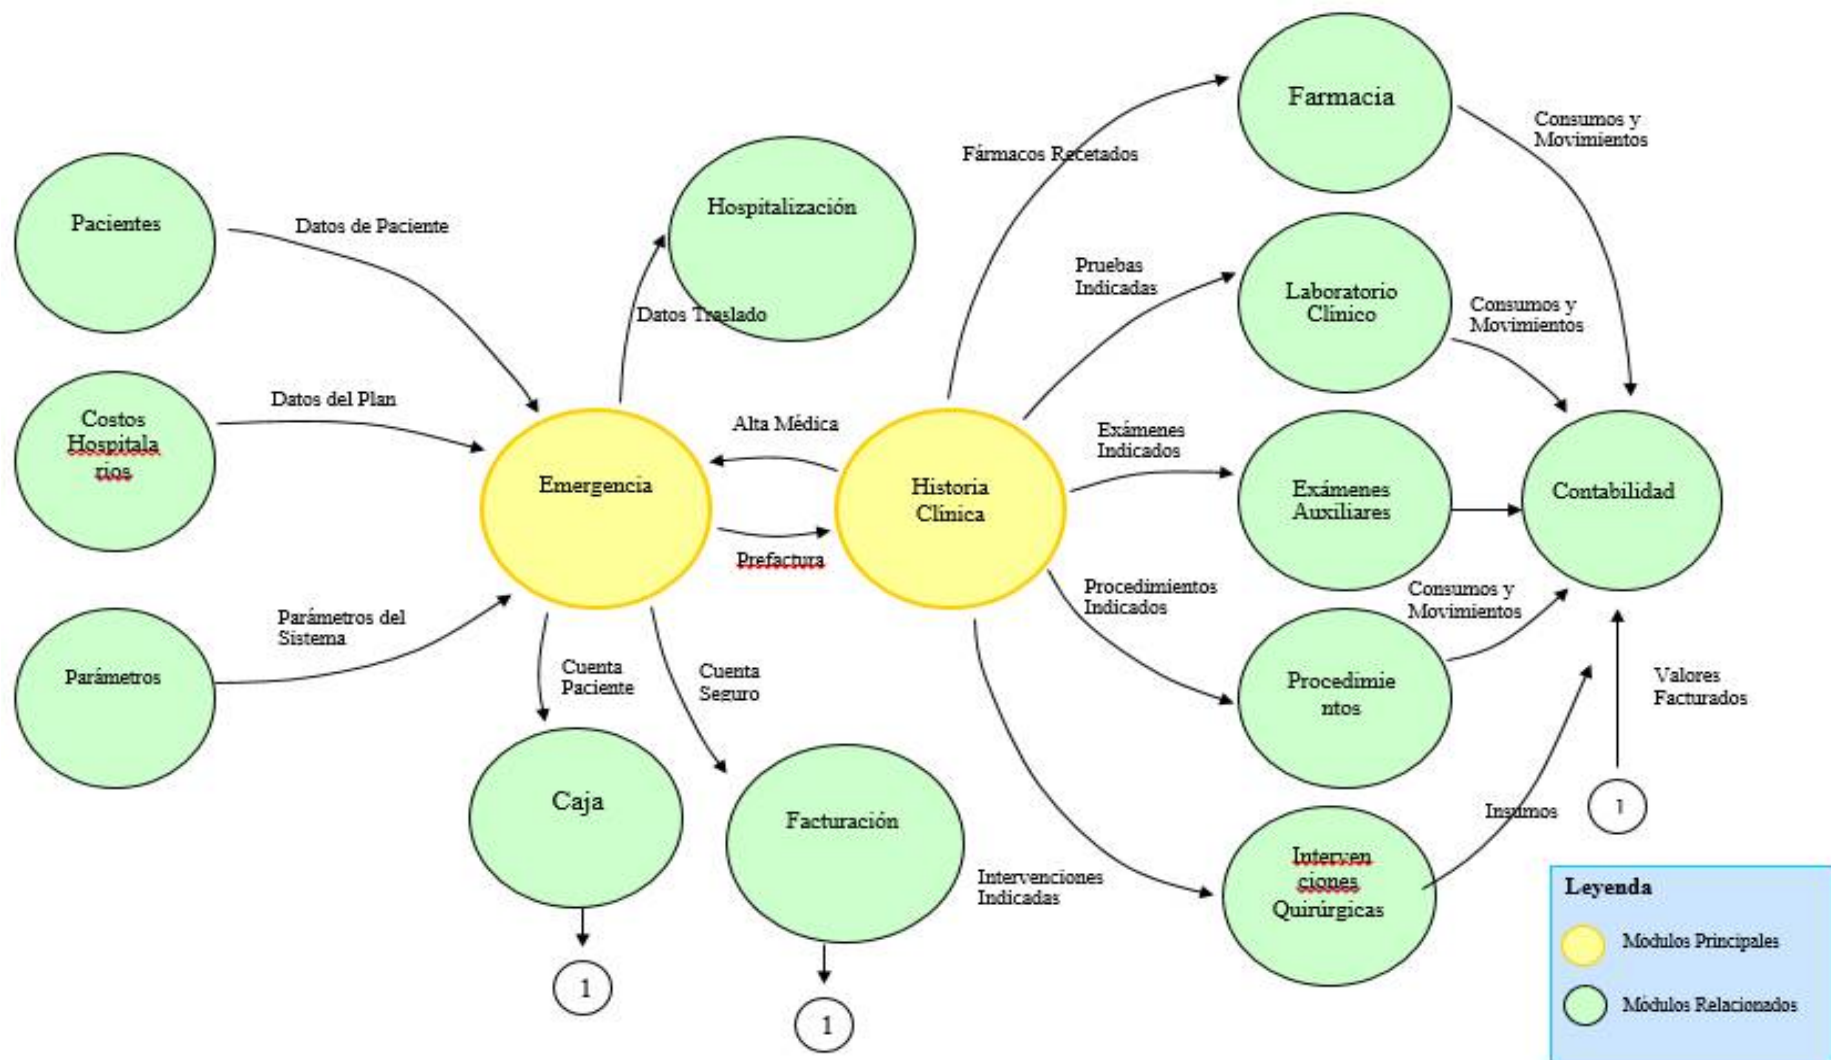 Farmacia
Consumos y
Movimientos
Fármacos Recetados
Pacientes
Datos de Paciente
Hospitalización
Datos Traslado
Pruebas
Indicadas
Laboratorio
Clínico
Consumos y
Movimientos
Costos
Hospitala
rios
Datos del Plan
Alta Médica
Emergencia
Historia
Clínica
Prefactura
Exámenes
Indicados
Exámenes
Auxiliares
Contabilidad
Parámetros
Parámetros del
Sistema
Procedimientos
Indicados
Consumos y
Movimientos
Procedimie
ntos
Cuenta
Paciente
Cuenta
Seguro
Valores
Facturados
Caja
Facturación
Insumos
1
Intervenciones
Indicadas
Interven
ciones
Quirúrgicas
1
1
Leyenda
Módulos Principales
Módulos Relacionados